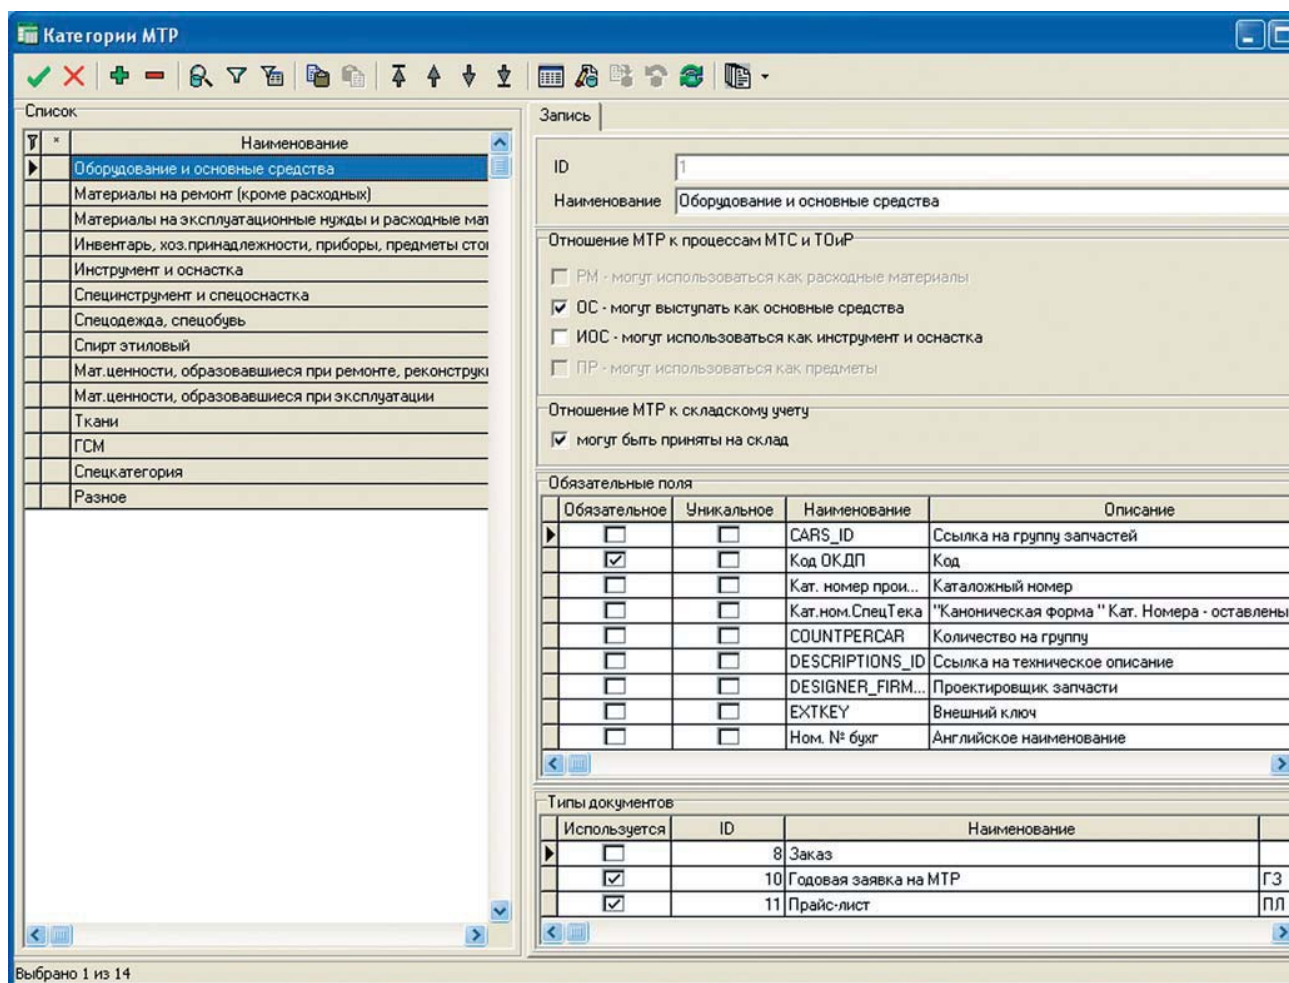 Категории МТР
Список
Запись
* Наименование
Оборудование и основные средства
Материалы на ремонт (кроме расходных)
Материалы на эксплуатационные нужды и расходные мат
Инвентарь, хоз.принадлежности, приборы, предметы сто
Инструмент и оснастка
Специнструмент и спецоснастка
Спецодежда, спецобувь
Спирт этиловый
Мат.ценности, образовавшиеся при ремонте, реконструк
Мат.ценности, образовавшиеся при эксплуатации
Ткани
ГСМ
Спецкатегория
Разное
ID 1
Наименование Оборудование и основные средства
Отношение МТР к процессам МТС и ТОиР
РМ - могут использоваться как расходные материалы
ОС - могут выступать как основные средства
ИОС - могут использоваться как инструмент и оснастка
ПР - могут использоваться как предметы
Отношение МТР к складскому учету
могут быть приняты на склад
Обязательные поля
Обязательное Уникальное Наименование Описание
CARS_ID Ссылка на группу запчастей
Код ОКДП Код
Кат. номер прои... Каталожный номер
Кат.ном.СпецТека "Каноническая форма " Кат. Номера - оставлены
COUNTPERCAR Количество на группу
DESCRIPTIONS_ID Ссылка на техническое описание
DESIGNER_FIRM... Проектировщик запчасти
EXTKEY Внешний ключ
Ном. № бухг Английское наименование
Типы документов
Используется ID Наименование
8 Заказ
10 Годовая заявка на МТР ГЗ
11 Прайс-лист ПЛ
Выбрано 1 из 14